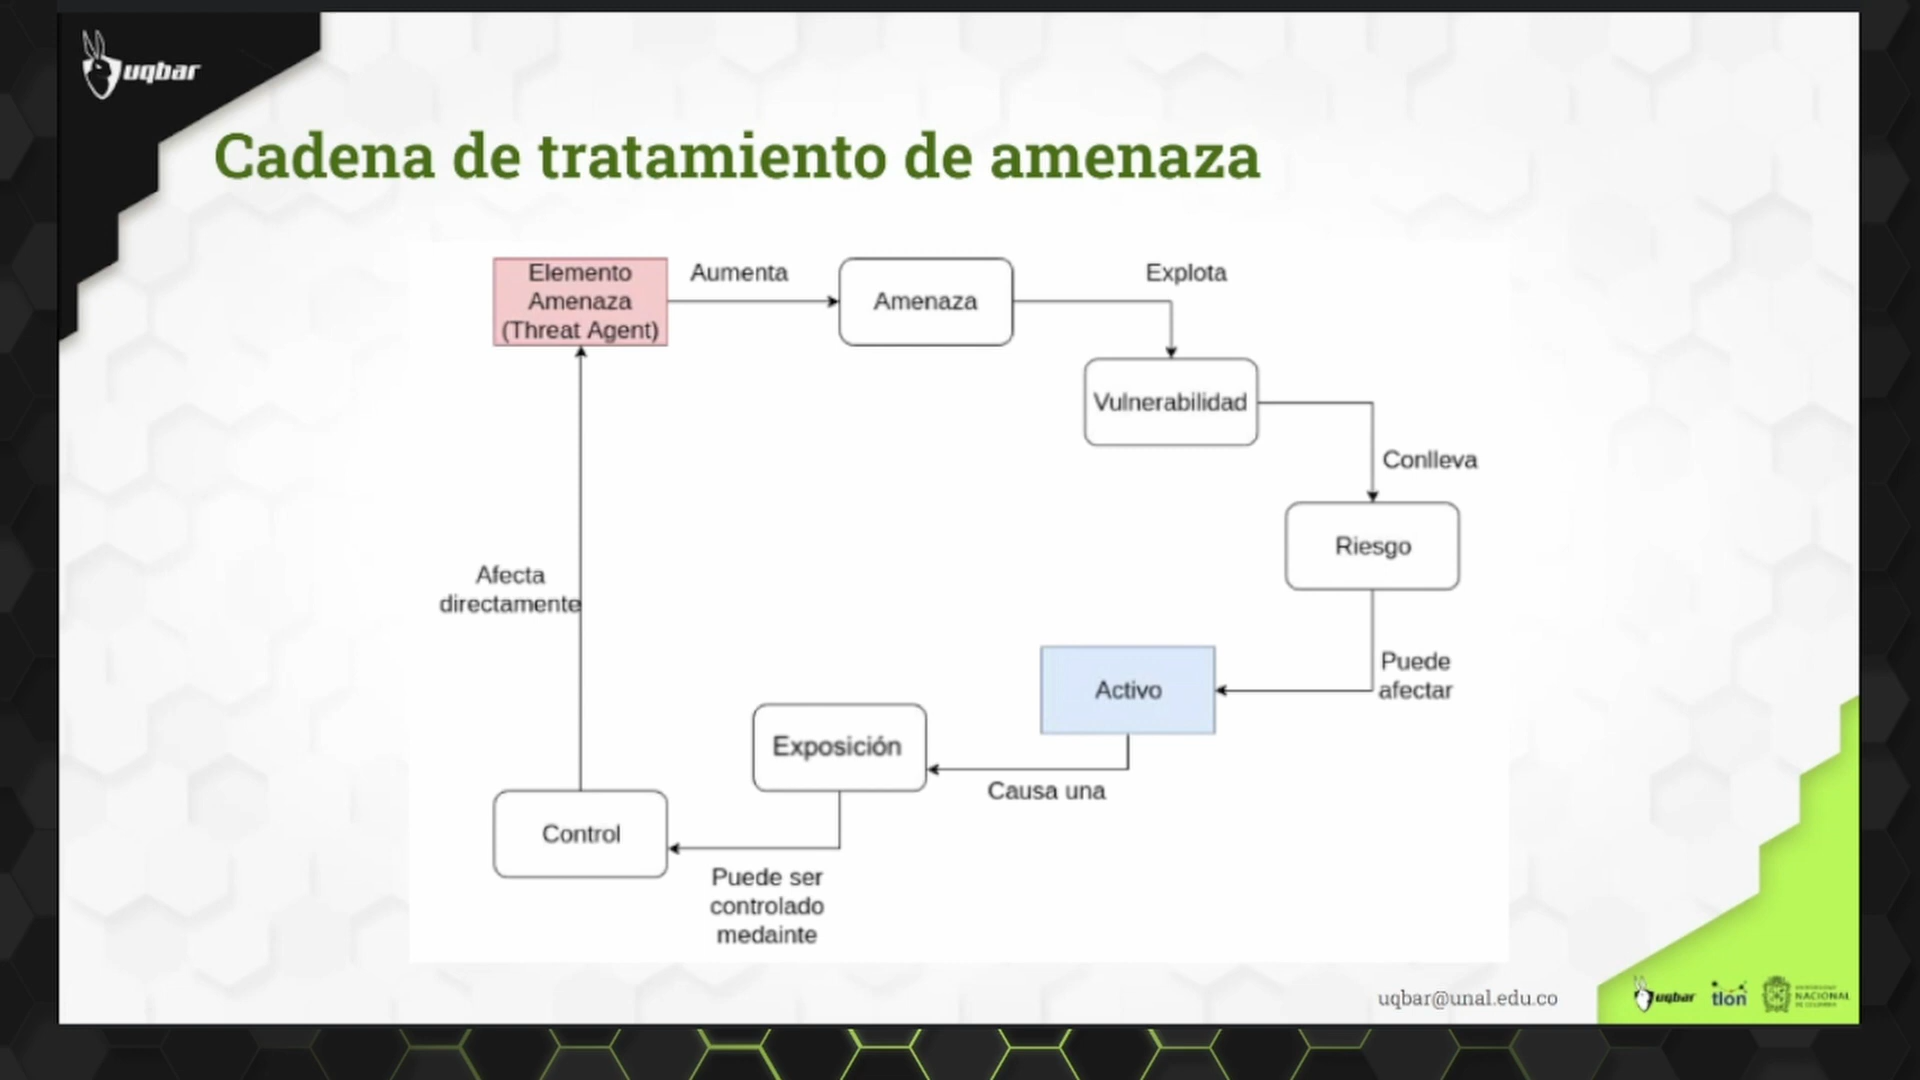 uqbar
Cadena de tratamiento de amenaza
Elemento
Amenaza
(Threat Agent)
Aumenta
Amenaza
Explota
Vulnerabilidad
Conlleva
Riesgo
Puede
afectar
Activo
Causa una
Exposición
Puede ser
controlado
medainte
Control
Afecta
directamente
uqbar@unal.edu.co
uqbar
tlon
UNIVERSIDAD
NACIONAL
DE COLOMBIA